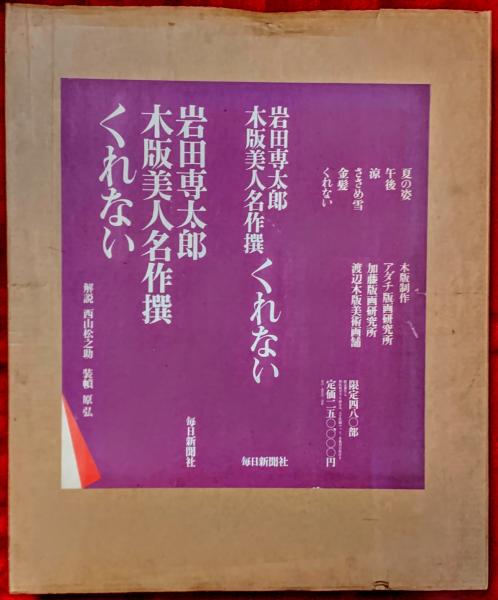 夏の姿
午後
涼
ささめ雪
金髪
くれない
木版制作
アダチ版画研究所
加藤版画研究所
渡辺木版美術画舗
限定四八〇部
定価二五〇,〇〇〇円
岩田専太郎
木版美人名作撰
くれない
毎日新聞社
岩田専太郎
木版美人名作撰
くれない
解説 西山松之助 装幀 原弘
毎日新聞社